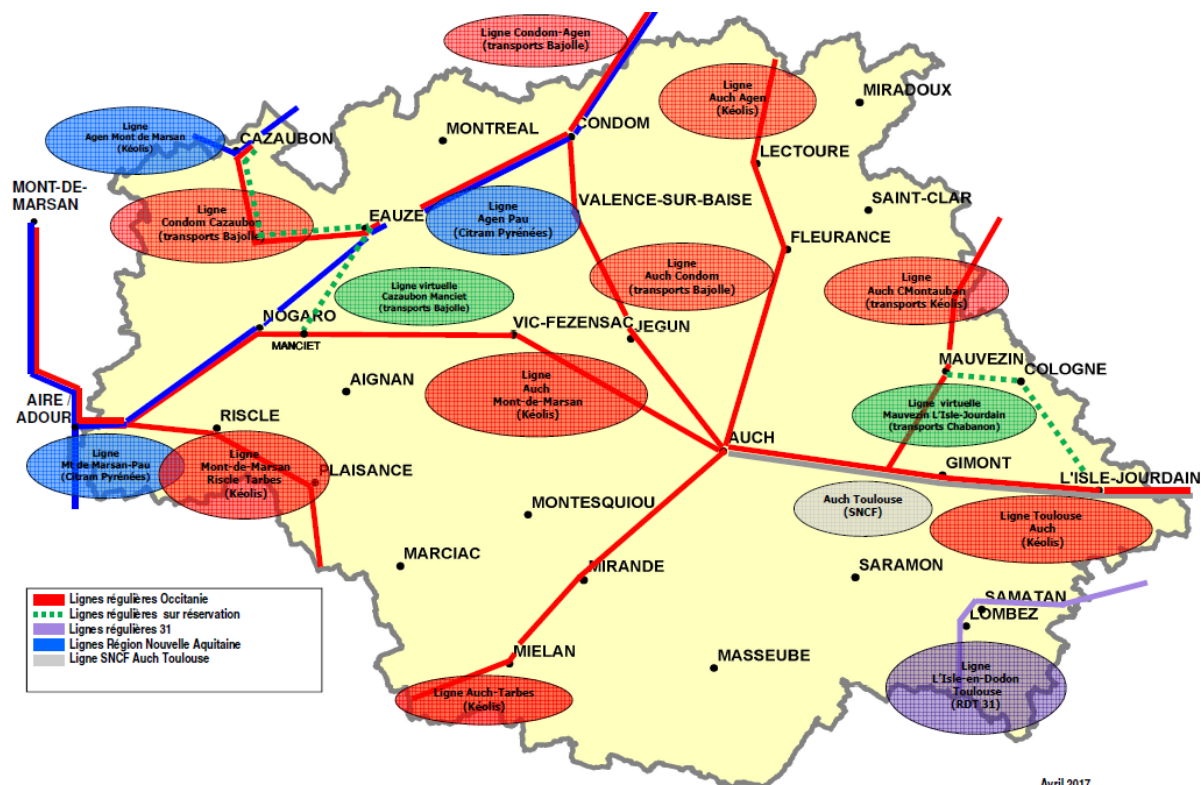 Ligne Condom-Agen
(transports Bajolle)
Ligne
Auch Agen
(Kéolis)
MIRADOUX
Ligne
Agen Mont de Marsan
(Kéolis)
CAZAUBON
MONTREAL
CONDOM
LECTOURE
MONT-DE-
MARSAN
Ligne
Condom Cazaubon
(transports Bajolle)
EAUZE
Ligne
Agen Pau
(Citram Pyrénées)
VALENCE-SUR-BAISE
SAINT-CLAR
FLEURANCE
Ligne virtuelle
Cazaubon Manciet
(transports Bajolle)
Ligne
Auch Condom
(transports Bajolle)
Ligne
Auch CMontauban
(transports Kéolis)
NOGARO
MANCIET
VIC-FEZENSAC
JEGUN
MAUVEZIN
COLOGNE
AIGNAN
Ligne
Auch
Mont-de-Marsan
(Kéolis)
Ligne virtuelle
Mauvezin L'Isle-Jourdain
(transports Chabanon)
AIRE /
ADOUR
RISCLE
AUCH
Ligne
Mt de Marsan-Pau
(Citram Pyrénées)
Ligne
Mont-de-Marsan
Riscle Tarbes
(Kéolis)
PLAISANCE
GIMONT
L'ISLE-JOURDAIN
MONTESQUIOU
Auch Toulouse
(SNCF)
Ligne Toulouse
Auch
(Kéolis)
MARCIAC
MIRANDE
SARAMON
SAMATAN
LOMBEZ
Lignes régulières Occitanie
Lignes régulières sur réservation
Lignes régulières 31
Lignes Région Nouvelle Aquitaine
Ligne SNCF Auch Toulouse
MIELAN
MASSEUBE
Ligne
L'Isle-en-Dodon
Toulouse
(RDT 31)
Ligne Auch-Tarbes
(Kéolis)
Avril 2017